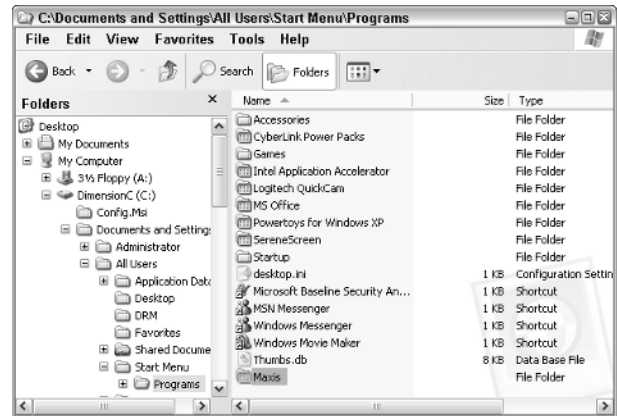 C:\Documents and Settings\All Users\Start Menu\Programs
File Edit View Favorites Tools Help
Back Search Folders
Folders
Desktop
My Documents
My Computer
3½ Floppy (A:)
DimensionC (C:)
Config.Msi
Documents and Settings
Administrator
All Users
Application Data
Desktop
DRM
Favorites
Shared Docume
Start Menu
Programs
Name Size Type
Accessories File Folder
CyberLink Power Packs File Folder
Games File Folder
Intel Application Accelerator File Folder
Logitech QuickCam File Folder
MS Office File Folder
Powertoys for Windows XP File Folder
SereneScreen File Folder
Startup File Folder
desktop.ini 1 KB Configuration Settin
Microsoft Baseline Security An... 1 KB Shortcut
MSN Messenger 1 KB Shortcut
Windows Messenger 1 KB Shortcut
Windows Movie Maker 1 KB Shortcut
Thumbs.db 8 KB Data Base File
Maxis File Folder